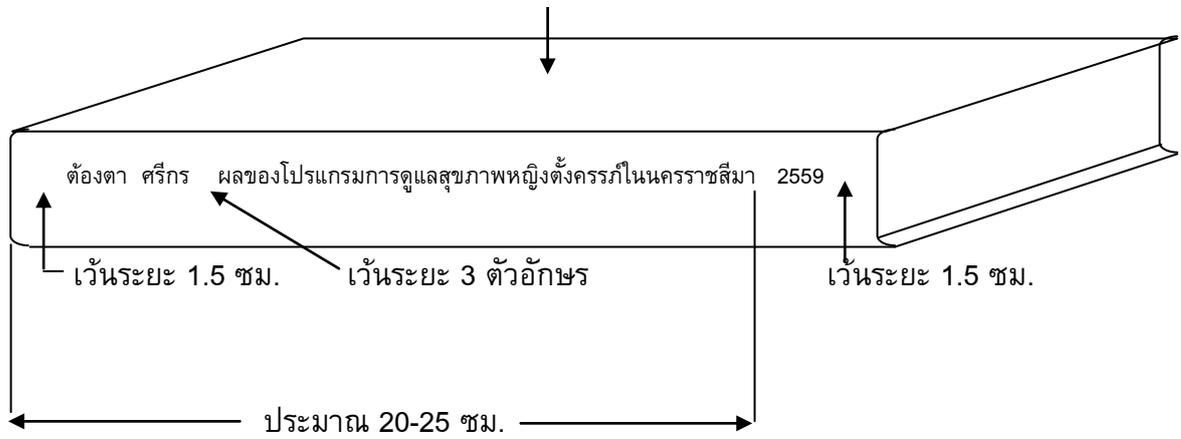 ต้องตา ศรีกร ผลของโปรแกรมการดูแลสุขภาพหญิงตั้งครรภ์ในนครราชสีมา 2559
เว้นระยะ 1.5 ซม. เว้นระยะ 3 ตัวอักษร เว้นระยะ 1.5 ซม.
ประมาณ 20-25 ซม.